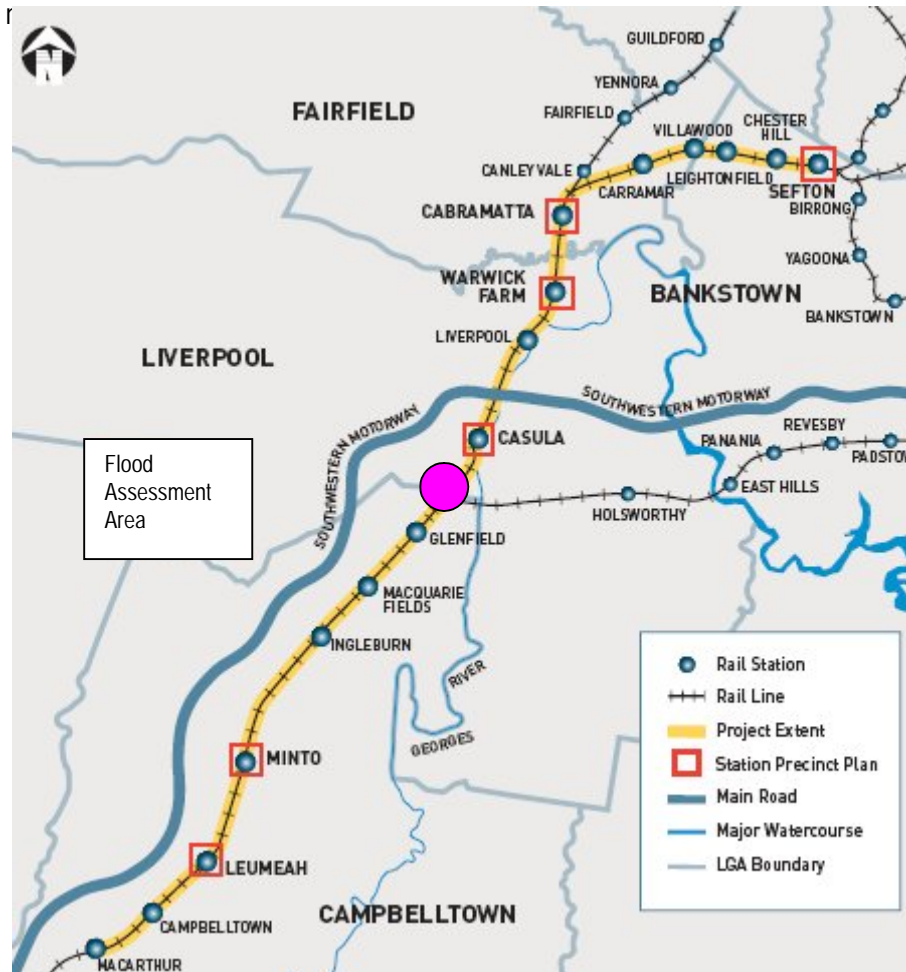 N
GUILDFORD
YENNORA
FAIRFIELD
FAIRFIELD
CHESTER
HILL
VILLAWOOD
CANLEY VALE
CARRAMAR
LEIGHTONFIELD
SEFTON
CABRAMATTA
BIRRONG
YAGOONA
WARWICK
FARM
BANKSTOWN
BANKSTOWN
LIVERPOOL
LIVERPOOL
SOUTHWESTERN MOTORWAY
SOUTHWESTERN MOTORWAY
CASULA
REVESBY
PANANIA
PADSTOW
EAST HILLS
HOLSWORTHY
Flood
Assessment
Area
GLENFIELD
MACQUARIE
FIELDS
INGLEBURN
RIVER
GEORGES
MINTO
LEUMEAH
CAMPBELLTOWN
CAMPBELLTOWN
MACARTHUR
Rail Station
Rail Line
Project Extent
Station Precinct Plan
Main Road
Major Watercourse
LGA Boundary